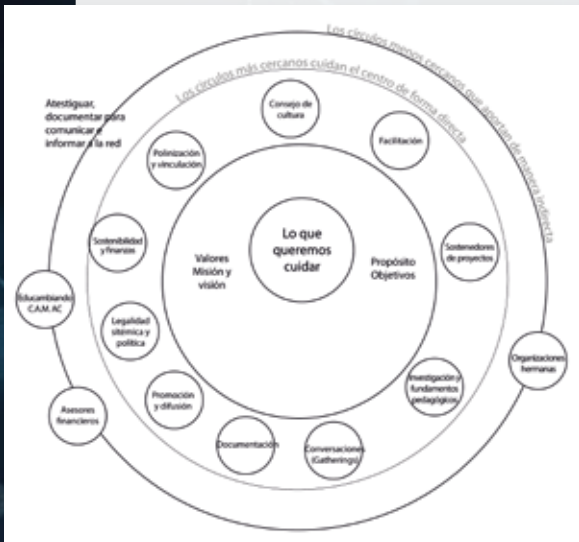 Los círculos menos cercanos que aportan de manera indirecta
Los círculos más cercanos cuidan el centro de forma directa
Atestiguar,
documentar para
comunicar e
informar a la red
Consejo de
cultura
Facilitación
Polinización
y vinculación
Lo que
queremos
cuidar
Sostenibilidad
y finanzas
Valores
Misión y
visión
Propósito
Objetivos
Sostenedores
de proyectos
Educambiando
C.A.M. AC
Legalidad
sitémica y
política
Organizaciones
hermanas
Investigación y
fundamentos
pedagógicos
Promoción
y difusión
Asesores
financieros
Documentación
Conversaciones
(Gatherings)